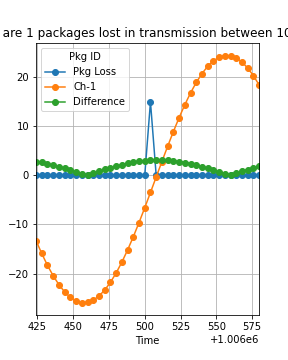 are 1 packages lost in transmission between 10
Pkg ID
Pkg Loss
Ch-1
Difference
20
10
0
−10
−20
425 450 475 500 525 550 575
Time
+1.006e6